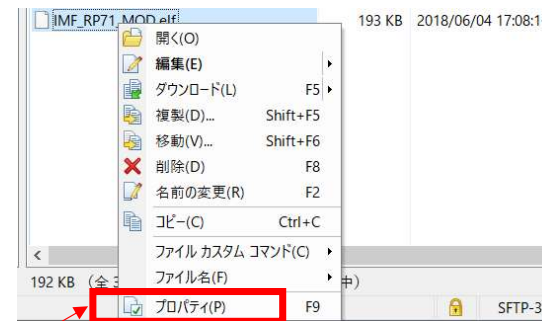 IMF_RP71_MOD.elf 193 KB 2018/06/04 17:08:1
開く(O)
編集(E)
ダウンロード(L) F5
複製(D)... Shift+F5
移動(V)... Shift+F6
削除(D) F8
名前の変更(R) F2
コピー(C) Ctrl+C
ファイル カスタム コマンド(C)
ファイル名(F)
192 KB (全 3 中)
プロパティ(P) F9
SFTP-3